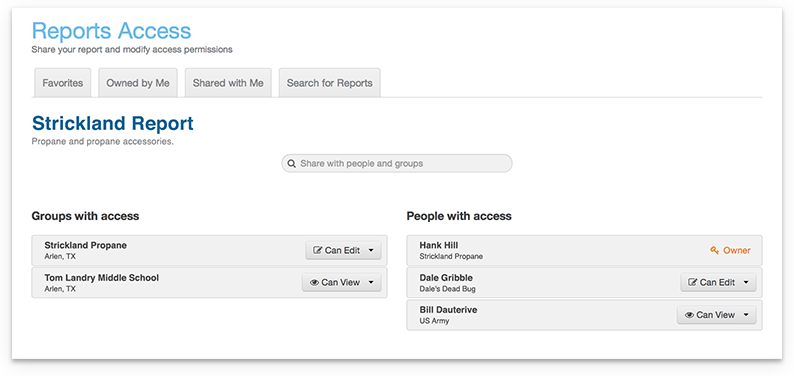 Reports Access
Share your report and modify access permissions
Favorites
Owned by Me
Shared with Me
Search for Reports
Strickland Report
Propane and propane accessories.
Share with people and groups
Groups with access
Strickland Propane
Arlen, TX
Can Edit
Tom Landry Middle School
Arlen, TX
Can View
People with access
Hank Hill
Strickland Propane
Owner
Dale Gribble
Dale's Dead Bug
Can Edit
Bill Dauterive
US Army
Can View